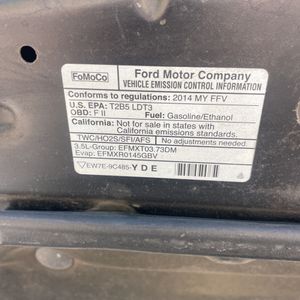 FoMoCo
Ford Motor Company
VEHICLE EMISSION CONTROL INFORMATION
Conforms to regulations: 2014 MY FFV
U.S. EPA: T2B5 LDT3
OBD: F II Fuel: Gasoline/Ethanol
California: Not for sale in states with
California emissions standards.
TWC/HO2S/SFI/AFS No adjustments needed.
3.5L-Group: EFMXT03.73DM
Evap: EFMXR0145GBV
EW7E-9C485-YDE